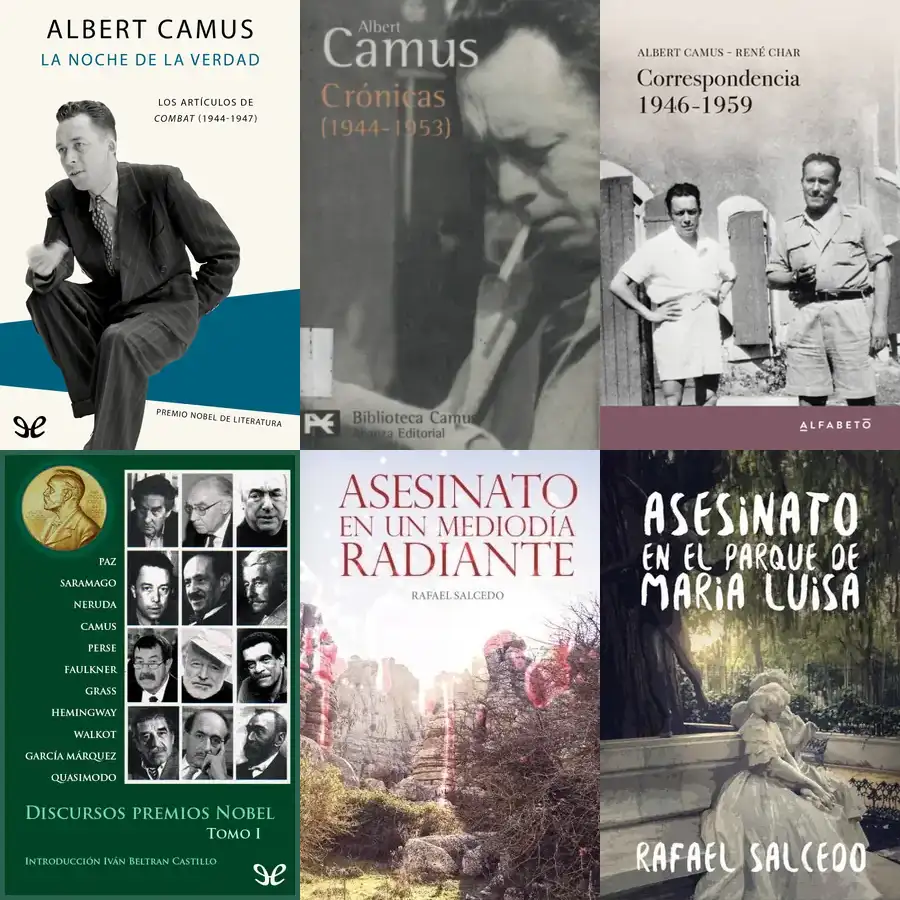 ALBERT CAMUS
LA NOCHE DE LA VERDAD
LOS ARTÍCULOS DE
COMBAT (1944-1947)
PREMIO NOBEL DE LITERATURA
Albert
Camus
Crónicas
(1944-1953)
Biblioteca Camus
Alianza Editorial
ALBERT CAMUS – RENÉ CHAR
Correspondencia
1946-1959
ALFABETO
PAZ
SARAMAGO
NERUDA
CAMUS
PERSE
FAULKNER
GRASS
HEMINGWAY
WALKOT
GARCÍA MÁRQUEZ
QUASIMODO
DISCURSOS PREMIOS NOBEL
TOMO I
INTRODUCCIÓN IVÁN BELTRAN CASTILLO
ASESINATO
EN UN MEDIODÍA
RADIANTE
RAFAEL SALCEDO
ASESiNATO
EN EL PARQUE DE
MARiA LUiSA
RAFAEL SALCEDO